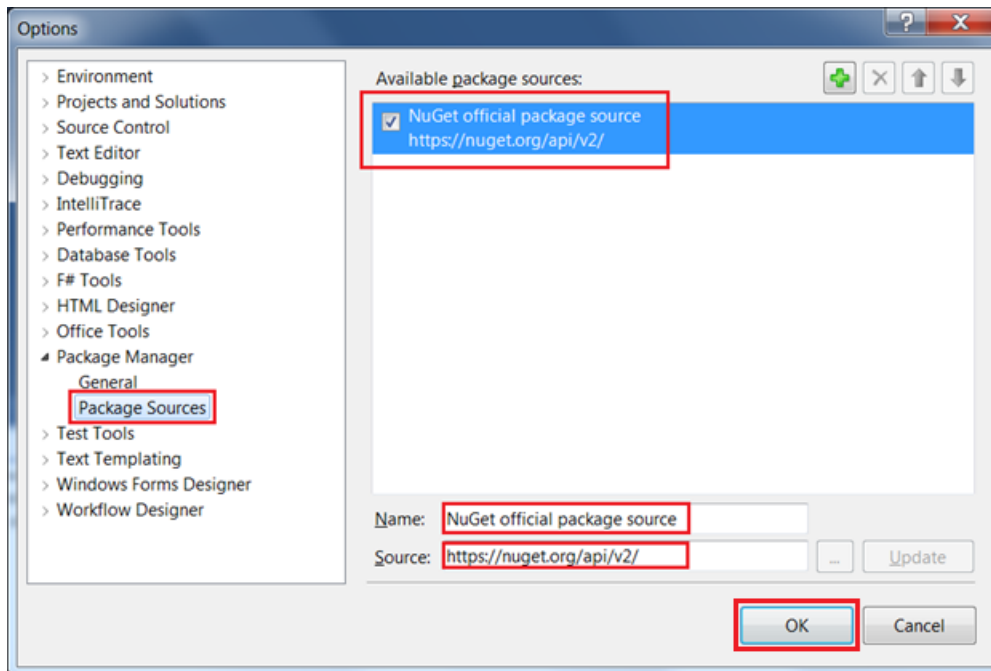 Options
Environment
Projects and Solutions
Source Control
Text Editor
Debugging
IntelliTrace
Performance Tools
Database Tools
F# Tools
HTML Designer
Office Tools
Package Manager
General
Package Sources
Test Tools
Text Templating
Windows Forms Designer
Workflow Designer
Available package sources:
NuGet official package source
https://nuget.org/api/v2/
Name: NuGet official package source
Source: https://nuget.org/api/v2/
... Update
OK Cancel